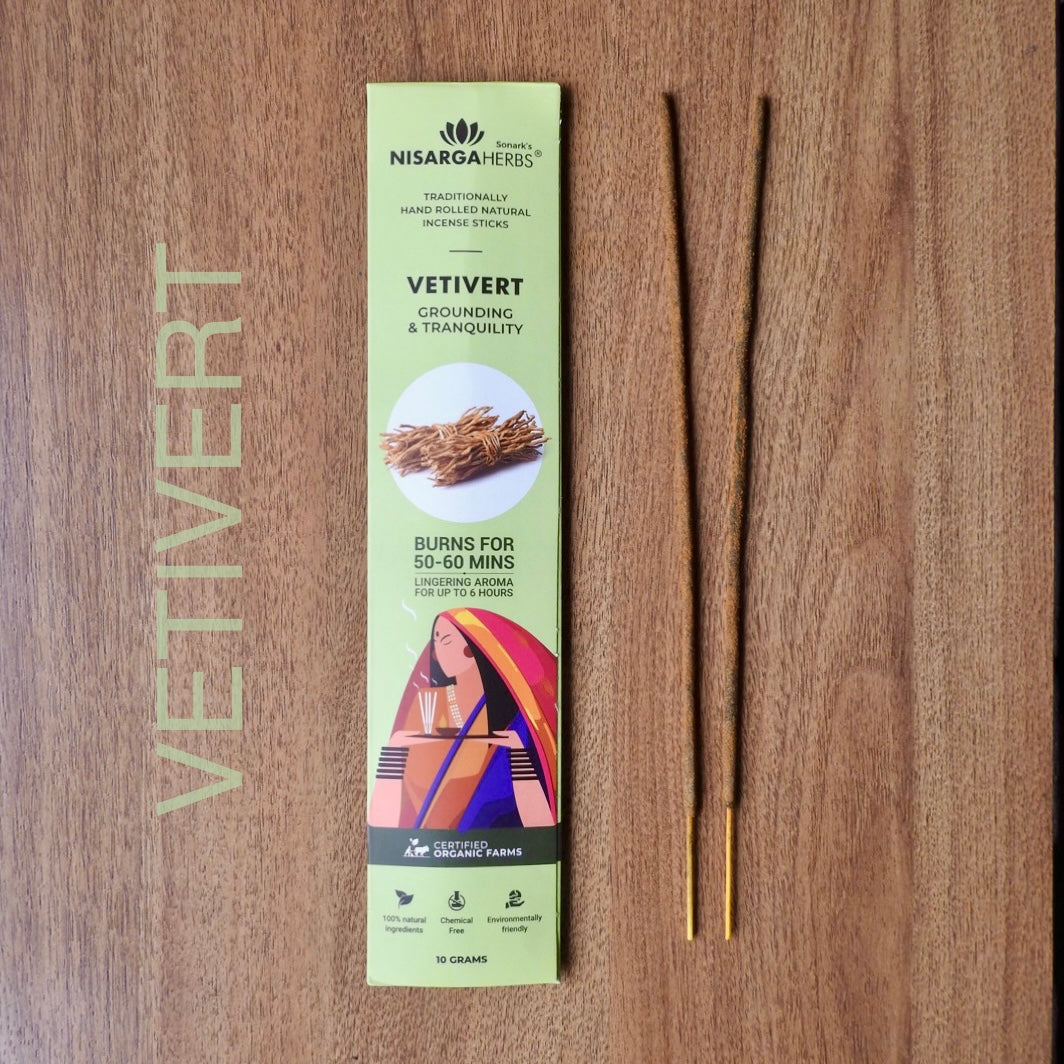 VETIVERT
Sonark's
NISARGAHERBS®
TRADITIONALLY
HAND ROLLED NATURAL
INCENSE STICKS
VETIVERT
GROUNDING
& TRANQUILITY
BURNS FOR
50-60 MINS
LINGERING AROMA
FOR UP TO 6 HOURS
CERTIFIED
ORGANIC FARMS
100% natural
Ingredients
Chemical
Free
Environmentally
friendly
10 GRAMS